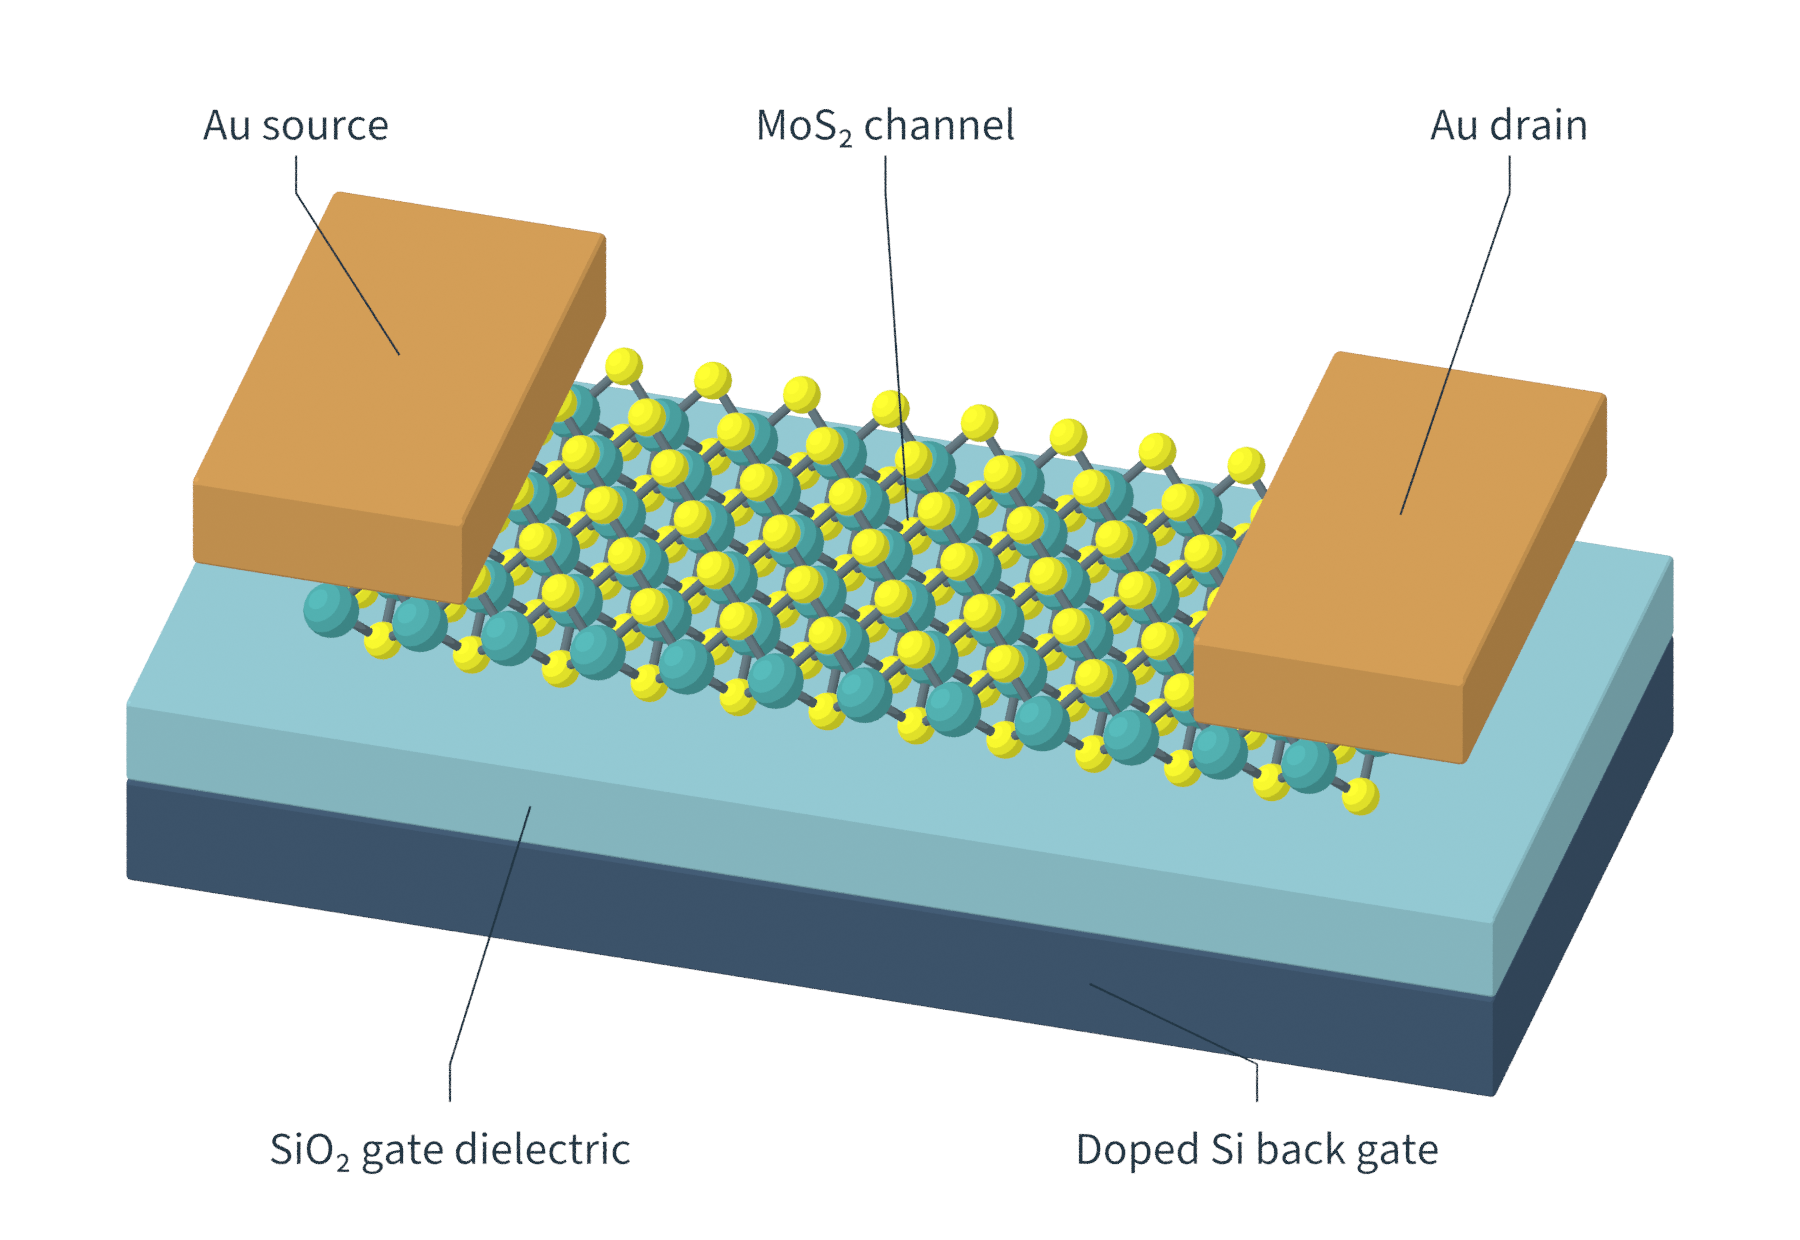 Au source
MoS₂ channel
Au drain
SiO₂ gate dielectric
Doped Si back gate